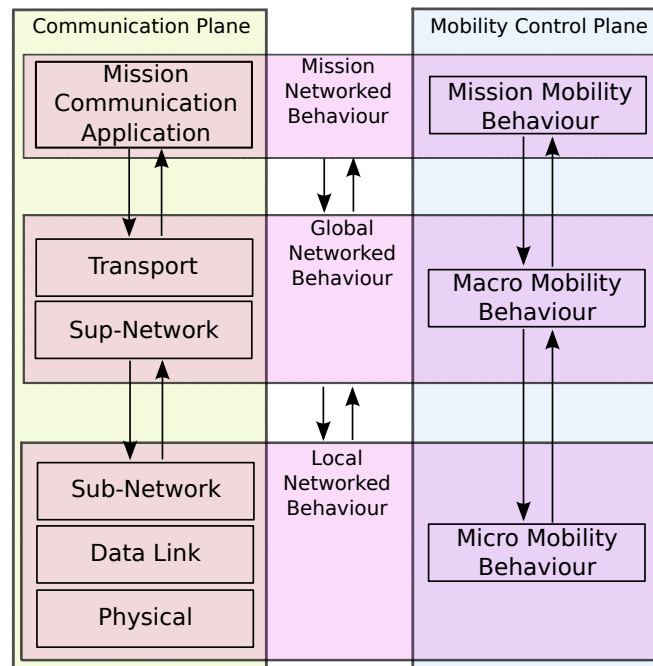 Communication Plane
Mobility Control Plane
Mission
Communication
Application
Mission
Networked
Behaviour
Mission Mobility
Behaviour
Transport
Sup-Network
Global
Networked
Behaviour
Macro Mobility
Behaviour
Sub-Network
Data Link
Physical
Local
Networked
Behaviour
Micro Mobility
Behaviour